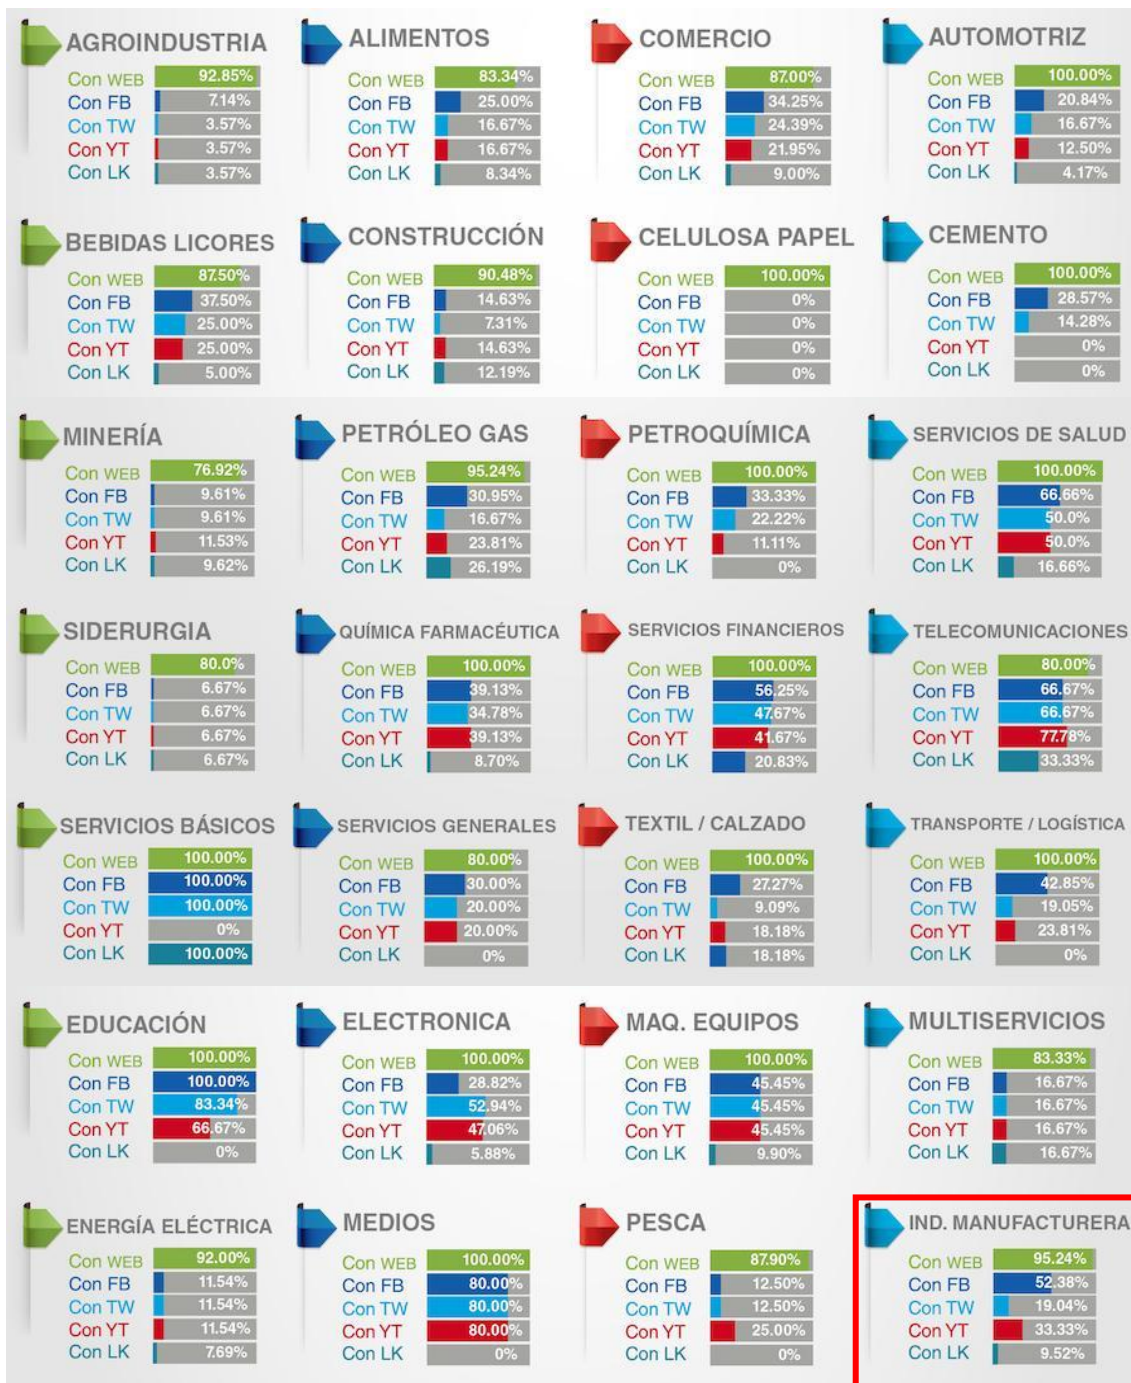 AGROINDUSTRIA
Con WEB 92.85%
Con FB 7.14%
Con TW 3.57%
Con YT 3.57%
Con LK 3.57%
ALIMENTOS
Con WEB 83.34%
Con FB 25.00%
Con TW 16.67%
Con YT 16.67%
Con LK 8.34%
COMERCIO
Con WEB 87.00%
Con FB 34.25%
Con TW 24.39%
Con YT 21.95%
Con LK 9.00%
AUTOMOTRIZ
Con WEB 100.00%
Con FB 20.84%
Con TW 16.67%
Con YT 12.50%
Con LK 4.17%
BEBIDAS LICORES
Con WEB 87.50%
Con FB 37.50%
Con TW 25.00%
Con YT 25.00%
Con LK 5.00%
CONSTRUCCIÓN
Con WEB 90.48%
Con FB 14.63%
Con TW 7.31%
Con YT 14.63%
Con LK 12.19%
CELULOSA PAPEL
Con WEB 100.00%
Con FB 0%
Con TW 0%
Con YT 0%
Con LK 0%
CEMENTO
Con WEB 100.00%
Con FB 28.57%
Con TW 14.28%
Con YT 0%
Con LK 0%
MINERÍA
Con WEB 76.92%
Con FB 9.61%
Con TW 9.61%
Con YT 11.53%
Con LK 9.62%
PETRÓLEO GAS
Con WEB 95.24%
Con FB 30.95%
Con TW 16.67%
Con YT 23.81%
Con LK 26.19%
PETROQUÍMICA
Con WEB 100.00%
Con FB 33.33%
Con TW 22.22%
Con YT 11.11%
Con LK 0%
SERVICIOS DE SALUD
Con WEB 100.00%
Con FB 66.66%
Con TW 50.0%
Con YT 50.0%
Con LK 16.66%
SIDERURGIA
Con WEB 80.0%
Con FB 6.67%
Con TW 6.67%
Con YT 6.67%
Con LK 6.67%
QUÍMICA FARMACÉUTICA
Con WEB 100.00%
Con FB 39.13%
Con TW 34.78%
Con YT 39.13%
Con LK 8.70%
SERVICIOS FINANCIEROS
Con WEB 100.00%
Con FB 56.25%
Con TW 47.67%
Con YT 41.67%
Con LK 20.83%
TELECOMUNICACIONES
Con WEB 80.00%
Con FB 66.67%
Con TW 66.67%
Con YT 77.78%
Con LK 33.33%
SERVICIOS BÁSICOS
Con WEB 100.00%
Con FB 100.00%
Con TW 100.00%
Con YT 0%
Con LK 100.00%
SERVICIOS GENERALES
Con WEB 80.00%
Con FB 30.00%
Con TW 20.00%
Con YT 20.00%
Con LK 0%
TEXTIL / CALZADO
Con WEB 100.00%
Con FB 27.27%
Con TW 9.09%
Con YT 18.18%
Con LK 18.18%
TRANSPORTE / LOGÍSTICA
Con WEB 100.00%
Con FB 42.85%
Con TW 19.05%
Con YT 23.81%
Con LK 0%
EDUCACIÓN
Con WEB 100.00%
Con FB 100.00%
Con TW 83.34%
Con YT 66.67%
Con LK 0%
ELECTRONICA
Con WEB 100.00%
Con FB 28.82%
Con TW 52.94%
Con YT 47.06%
Con LK 5.88%
MAQ. EQUIPOS
Con WEB 100.00%
Con FB 45.45%
Con TW 45.45%
Con YT 45.45%
Con LK 9.90%
MULTISERVICIOS
Con WEB 83.33%
Con FB 16.67%
Con TW 16.67%
Con YT 16.67%
Con LK 16.67%
ENERGÍA ELÉCTRICA
Con WEB 92.00%
Con FB 11.54%
Con TW 11.54%
Con YT 11.54%
Con LK 7.69%
MEDIOS
Con WEB 100.00%
Con FB 80.00%
Con TW 80.00%
Con YT 80.00%
Con LK 0%
PESCA
Con WEB 87.90%
Con FB 12.50%
Con TW 12.50%
Con YT 25.00%
Con LK 0%
IND. MANUFACTURERA
Con WEB 95.24%
Con FB 52.38%
Con TW 19.04%
Con YT 33.33%
Con LK 9.52%